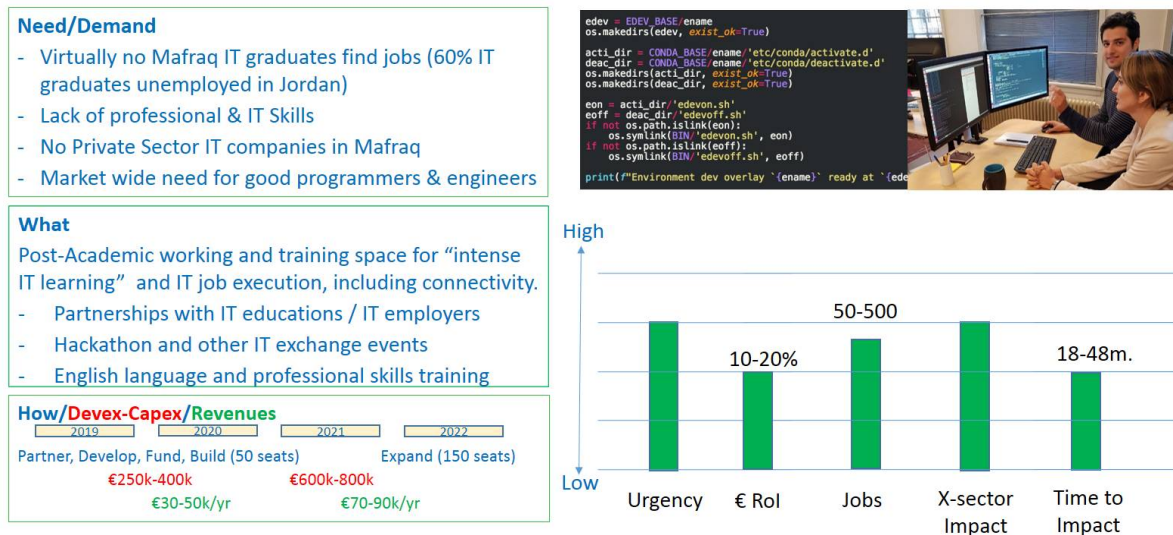 Need/Demand
- Virtually no Mafraq IT graduates find jobs (60% IT
graduates unemployed in Jordan)
- Lack of professional & IT Skills
- No Private Sector IT companies in Mafraq
- Market wide need for good programmers & engineers
What
Post-Academic working and training space for “intense
IT learning” and IT job execution, including connectivity.
- Partnerships with IT educations / IT employers
- Hackathon and other IT exchange events
- English language and professional skills training
How/Devex-Capex/Revenues
2019 2020 2021 2022
Partner, Develop, Fund, Build (50 seats) Expand (150 seats)
€250k-400k €600k-800k
€30-50k/yr €70-90k/yr
edev = EDEV_BASE/ename
os.makedirs(edev, exist_ok=True)
acti_dir = CONDA_BASE/ename/'etc/conda/activate.d'
deac_dir = CONDA_BASE/ename/'etc/conda/deactivate.d'
os.makedirs(acti_dir, exist_ok=True)
os.makedirs(deac_dir, exist_ok=True)
eon = acti_dir/'edevon.sh'
eoff = deac_dir/'edevoff.sh'
if not os.path.islink(eon):
os.symlink(BIN/'edevon.sh', eon)
if not os.path.islink(eoff):
os.symlink(BIN/'edevoff.sh', eoff)
print(f"Environment dev overlay `{ename}` ready at `{ede
High
50-500
10-20% 18-48m.
Low
Urgency € RoI Jobs X-sector Time to
Impact Impact